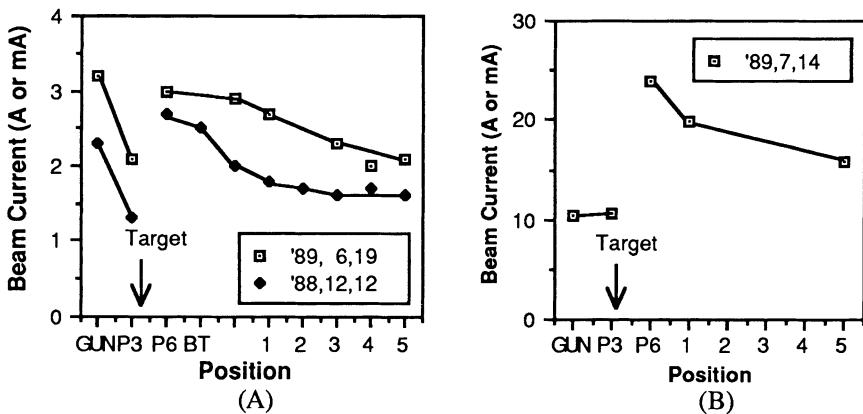 4
3
2
1
0
Beam Current (A or mA)
Target
'89, 6,19
'88,12,12
GUN P3 P6 BT 1 2 3 4 5
Position
(A)
30
20
10
0
Beam Current (A or mA)
'89,7,14
Target
GUN P3 P6 1 2 3 4 5
Position
(B)